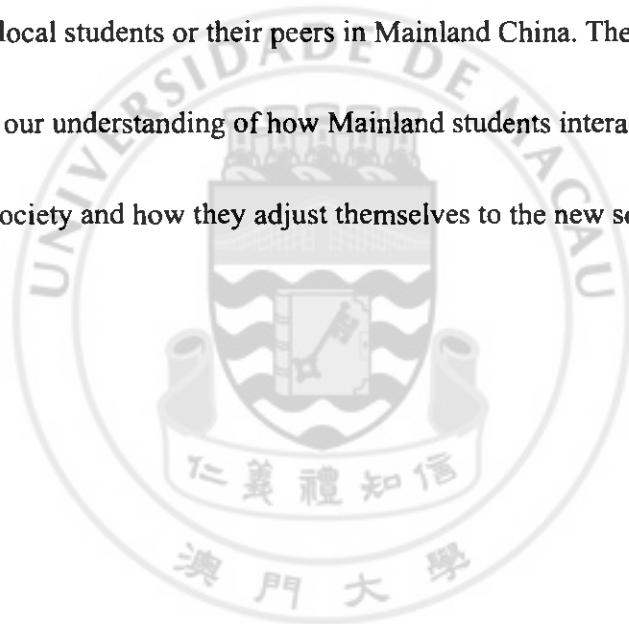 local students or their peers in Mainland China. The
our understanding of how Mainland students intera
ociety and how they adjust themselves to the new se
UNIVERSIDADE DE MACAU
仁義禮知信
澳門大學